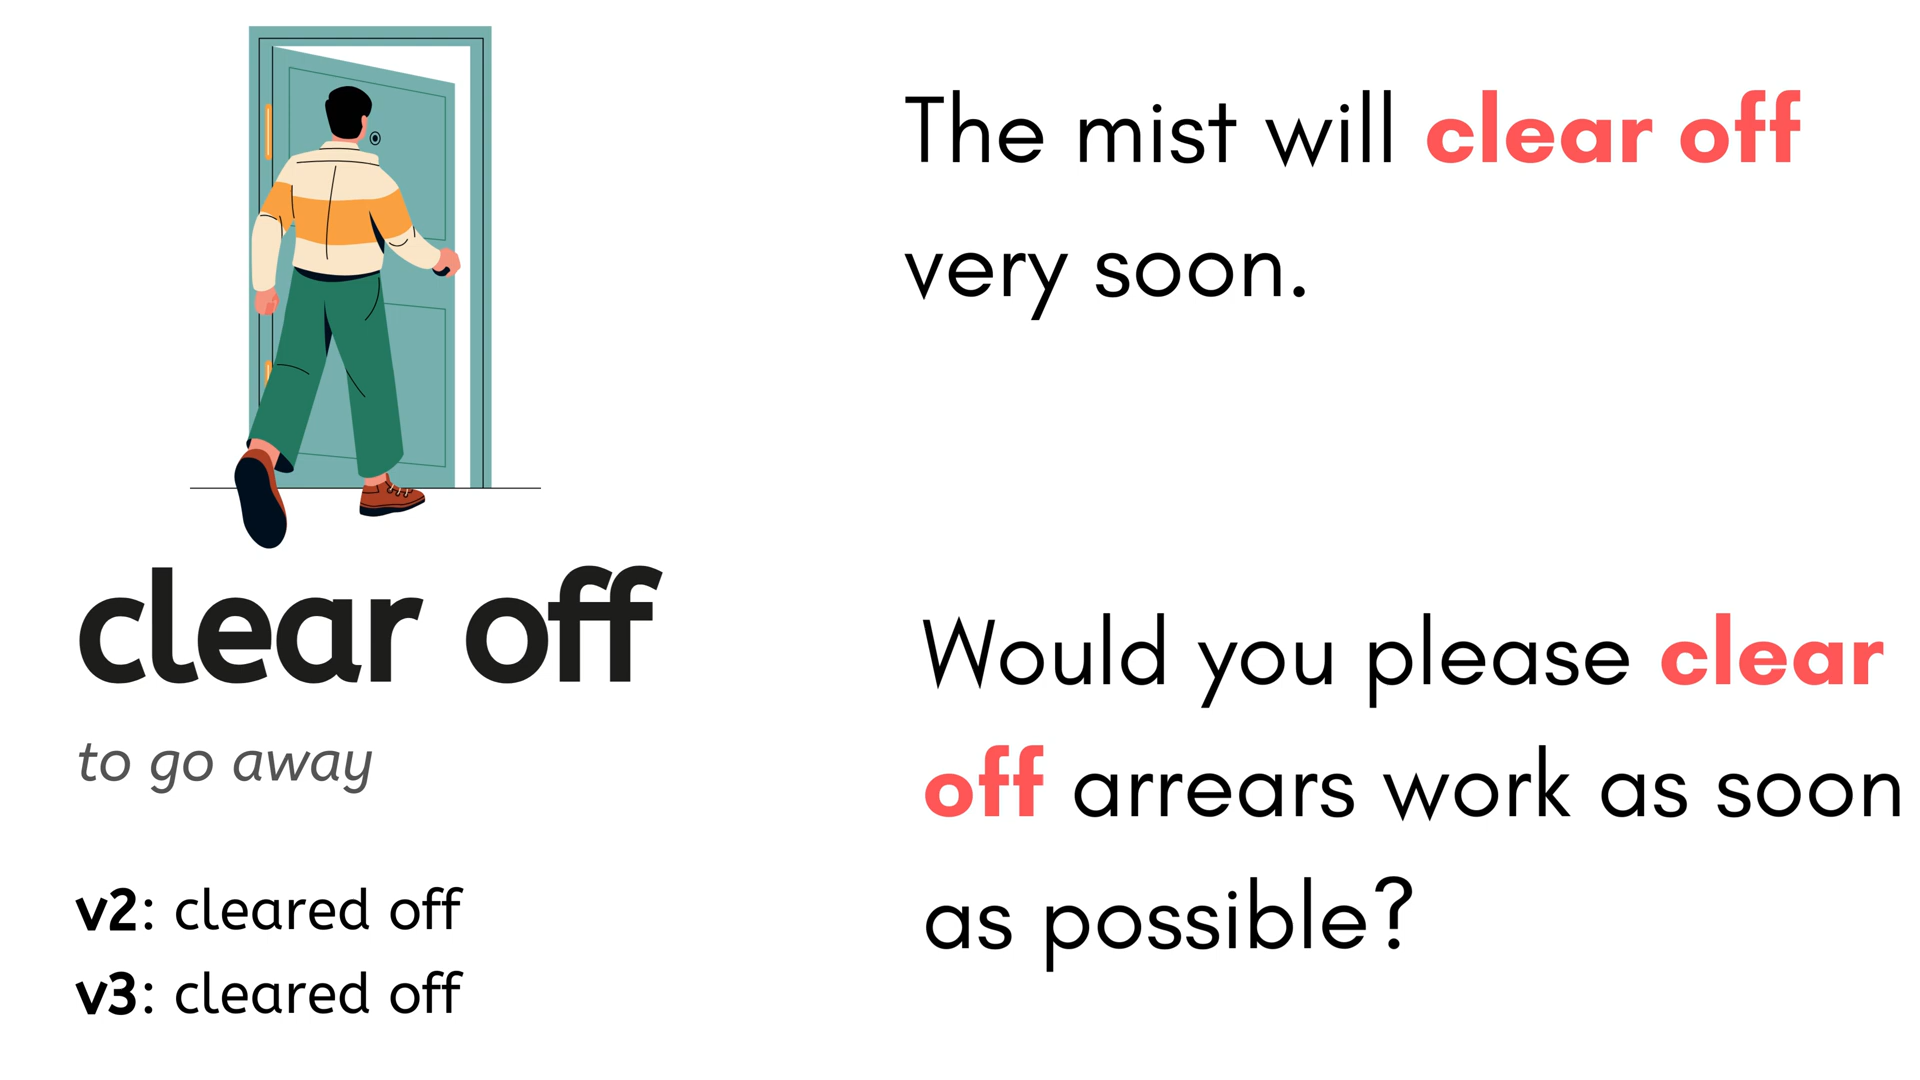 clear off
to go away
v2: cleared off
v3: cleared off
The mist will clear off
very soon.
Would you please clear
off arrears work as soon
as possible?